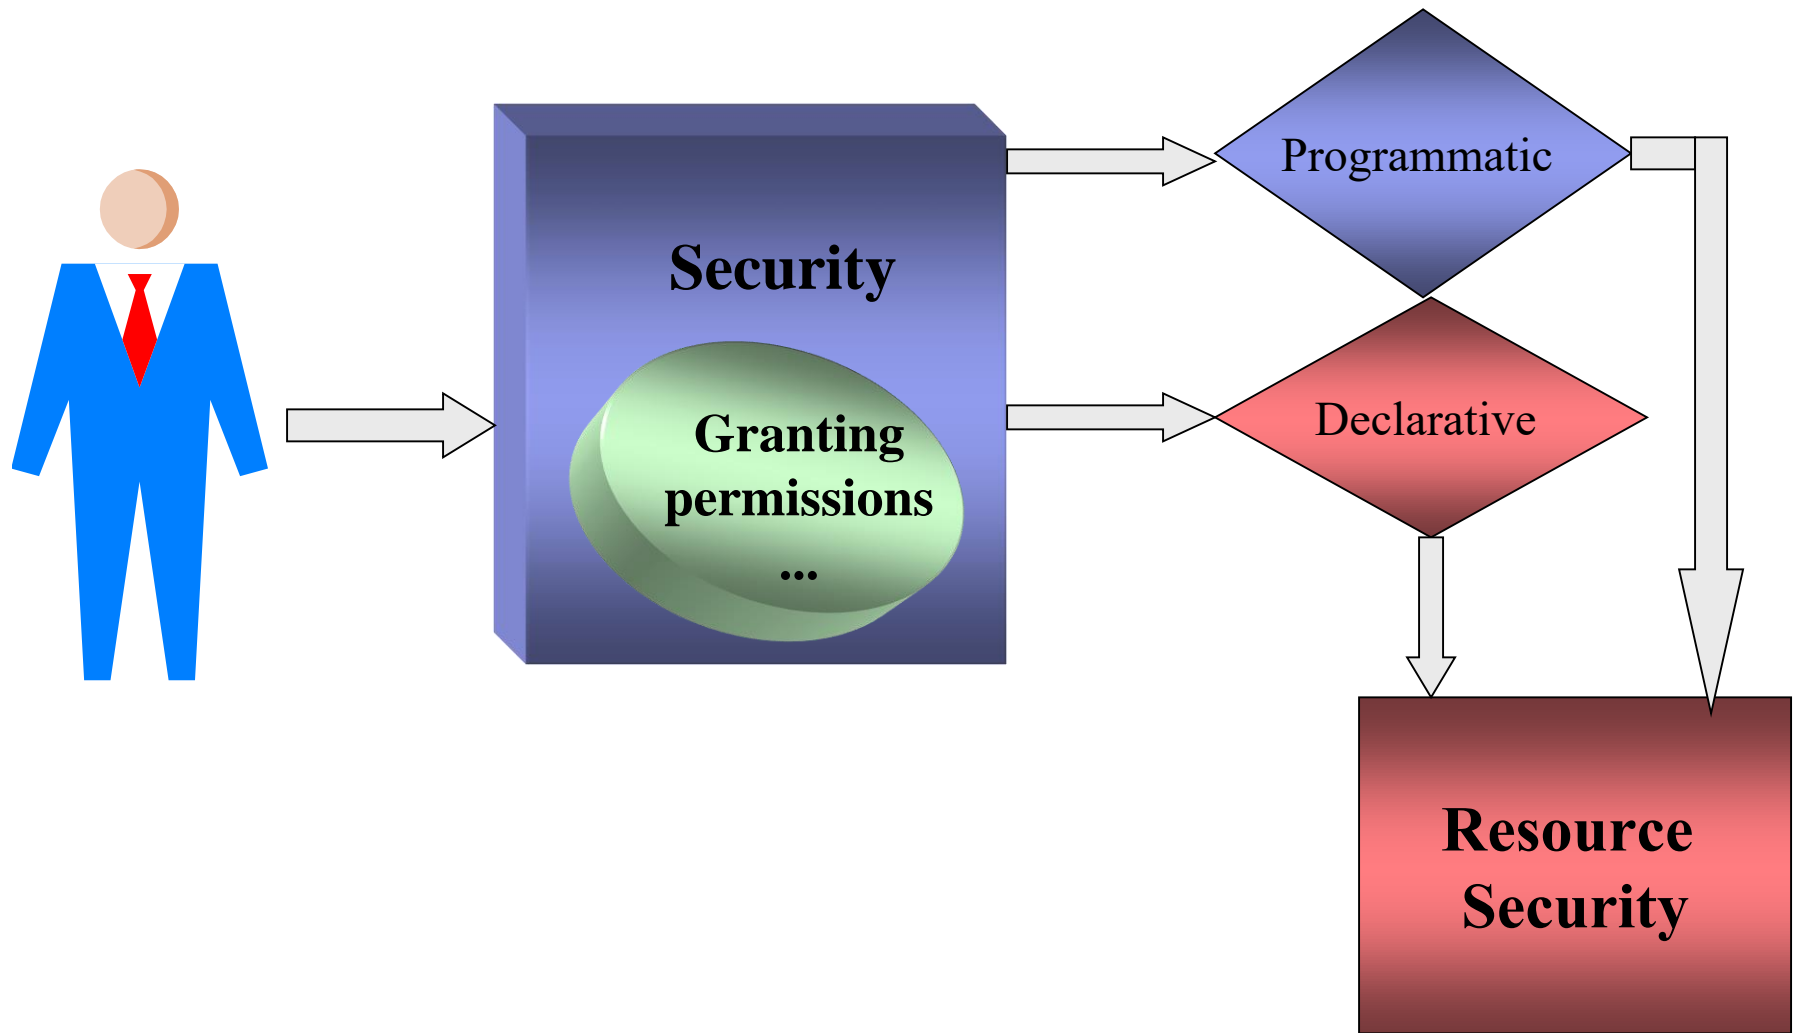 Programmatic
Security
Declarative
Granting
permissions
...
Resource
Security